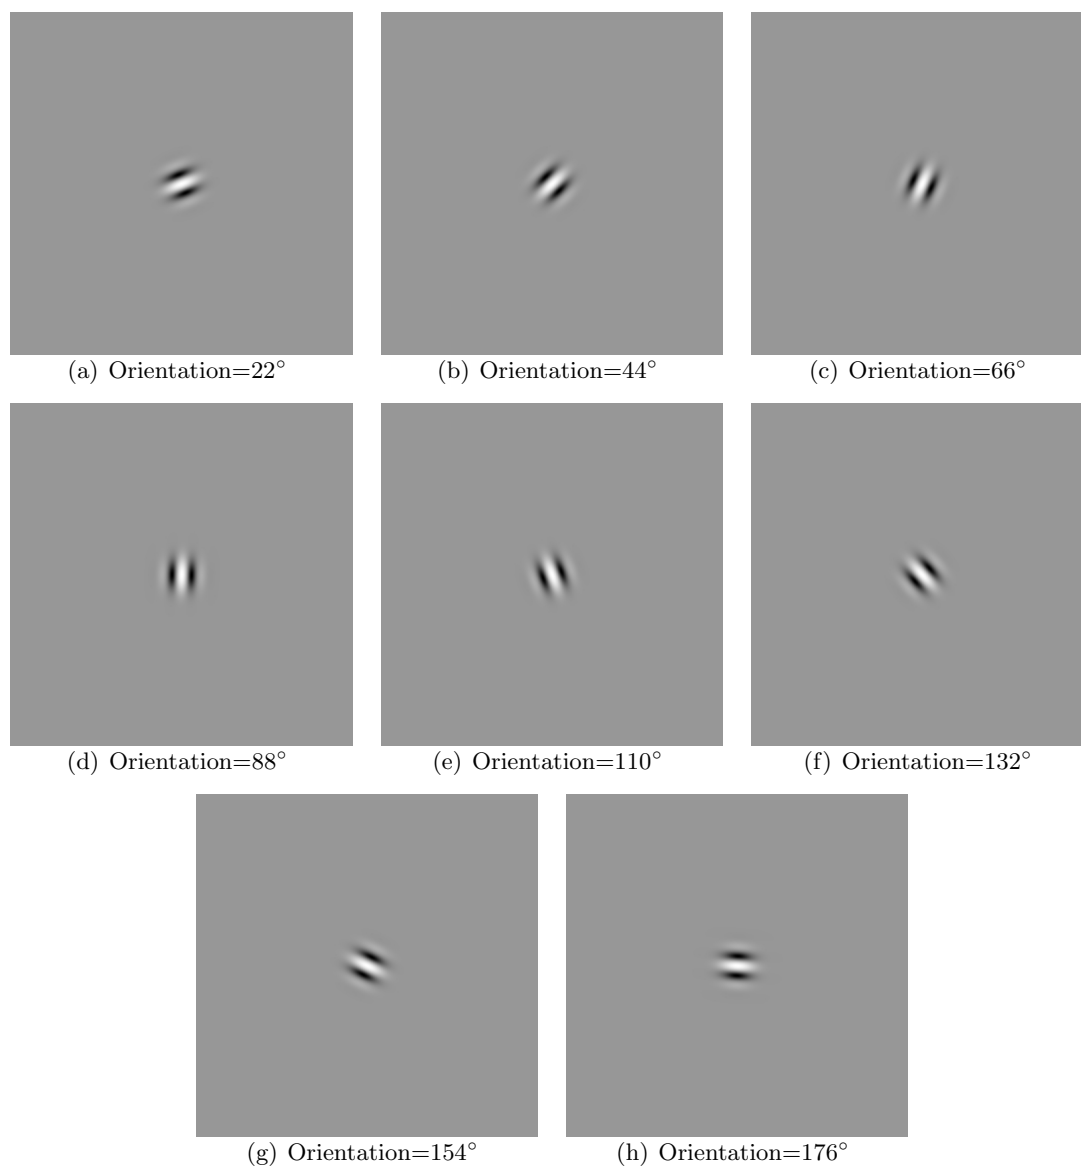 (a) Orientation=22°
(b) Orientation=44°
(c) Orientation=66°
(d) Orientation=88°
(e) Orientation=110°
(f) Orientation=132°
(g) Orientation=154°
(h) Orientation=176°